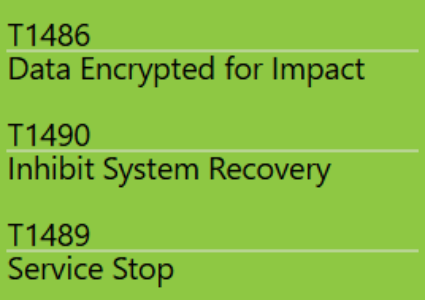 T1486
Data Encrypted for Impact
T1490
Inhibit System Recovery
T1489
Service Stop